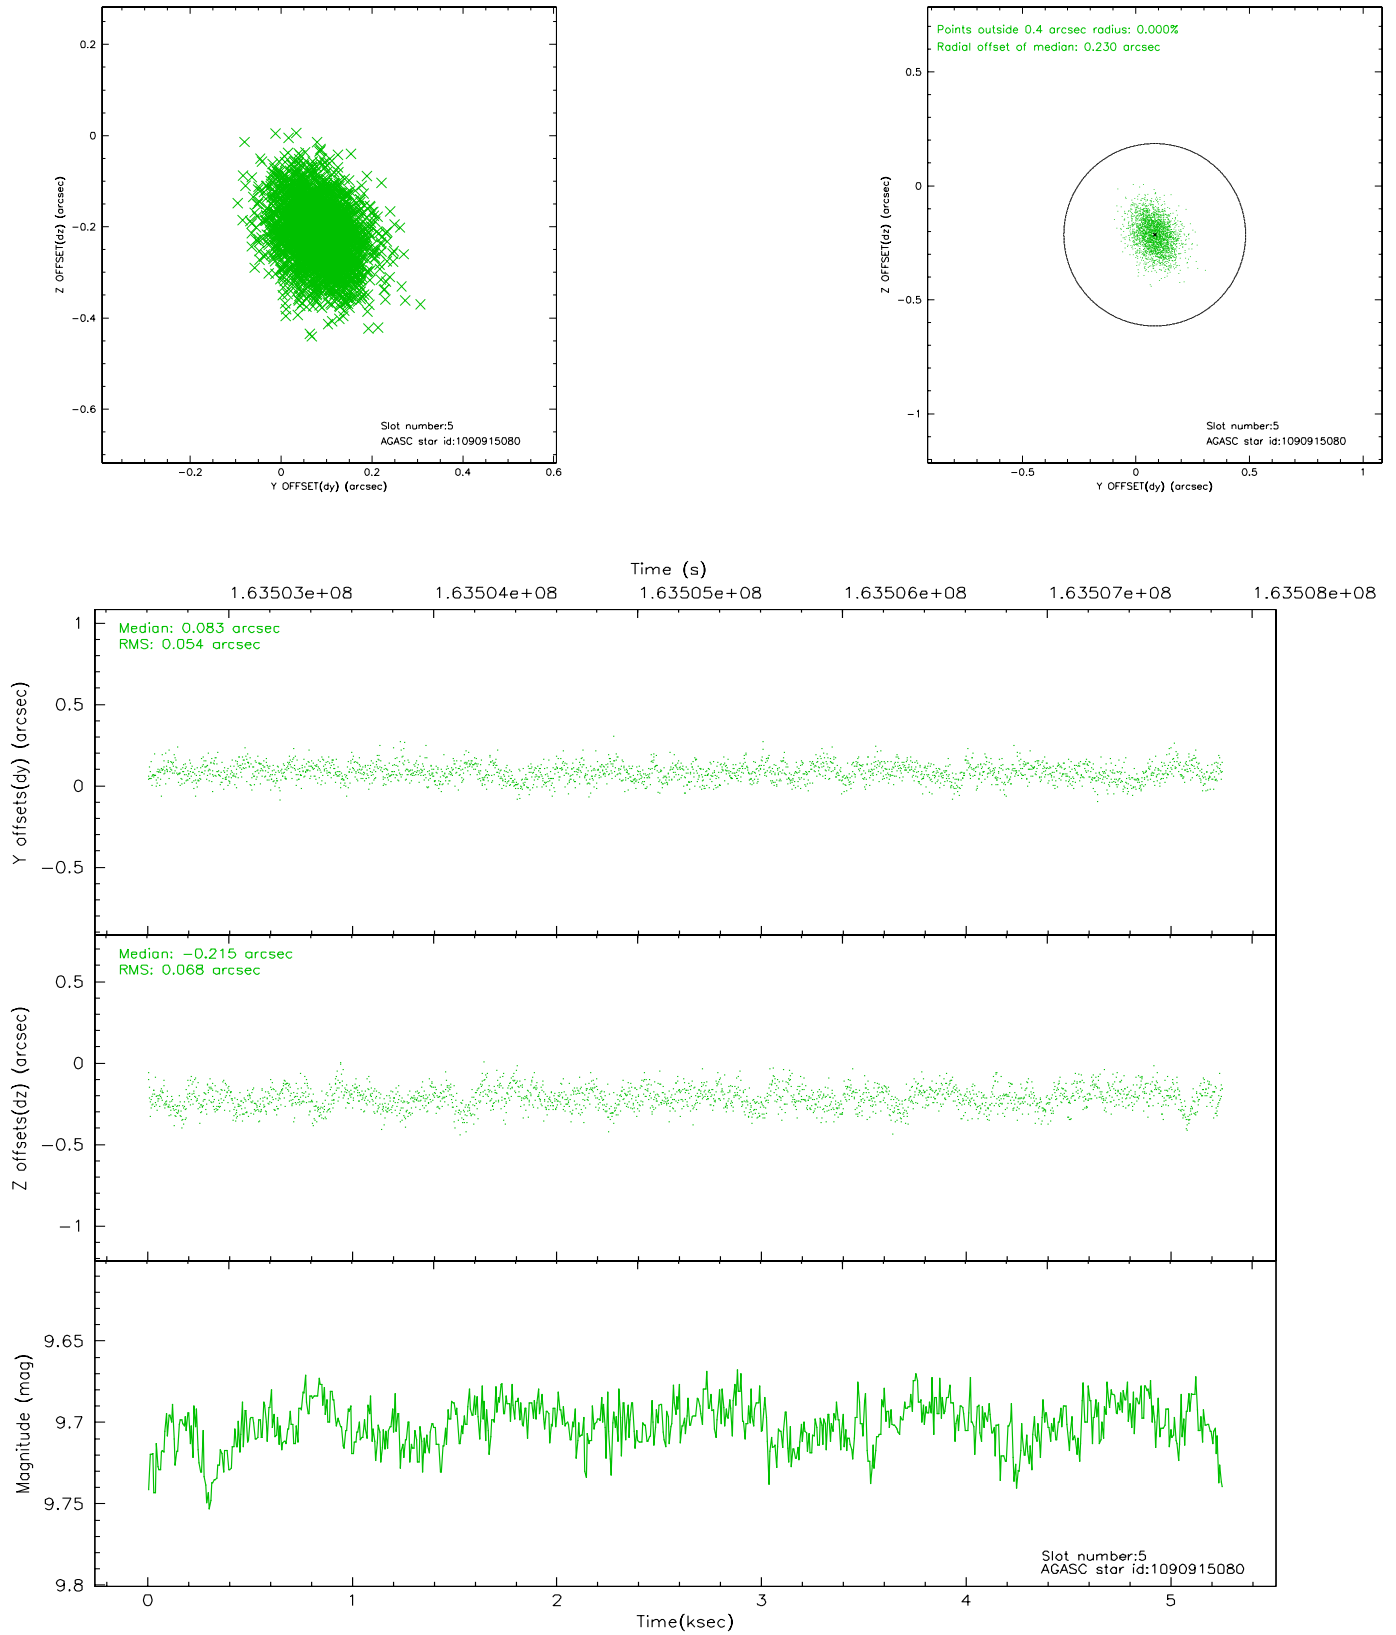 0.2
0
−0.2
−0.4
−0.6
Z OFFSET(dz) (arcsec)
Slot number:5
AGASC star id:1090915080
−0.2 0 0.2 0.4 0.6
Y OFFSET(dy) (arcsec)
Points outside 0.4 arcsec radius: 0.000%
Radial offset of median: 0.230 arcsec
0.5
0
−0.5
−1
Z OFFSET(dz) (arcsec)
Slot number:5
AGASC star id:1090915080
−0.5 0 0.5 1
Y OFFSET(dy) (arcsec)
Time (s)
1.63503e+08 1.63504e+08 1.63505e+08 1.63506e+08 1.63507e+08 1.63508e+08
Median: 0.083 arcsec
RMS: 0.054 arcsec
1
0.5
0
−0.5
Y offsets(dy) (arcsec)
Median: −0.215 arcsec
RMS: 0.068 arcsec
0.5
0
−0.5
−1
Z offsets(dz) (arcsec)
9.65
9.7
9.75
9.8
Magnitude (mag)
Slot number:5
AGASC star id:1090915080
0 1 2 3 4 5
Time(ksec)